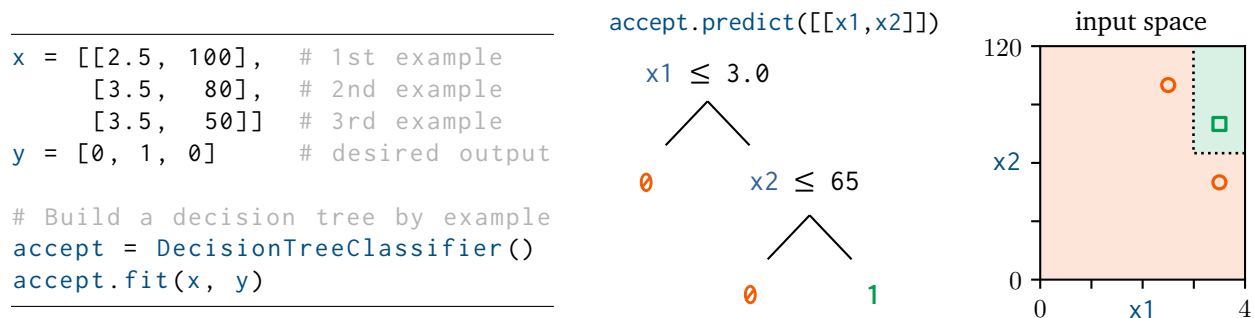 x = [[2.5, 100], # 1st example
[3.5, 80], # 2nd example
[3.5, 50]] # 3rd example
y = [0, 1, 0] # desired output
# Build a decision tree by example
accept = DecisionTreeClassifier()
accept.fit(x, y)
accept.predict([[x1,x2]])
x1 ≤ 3.0
0
x2 ≤ 65
0
1
input space
120
x2
0
0
x1
4